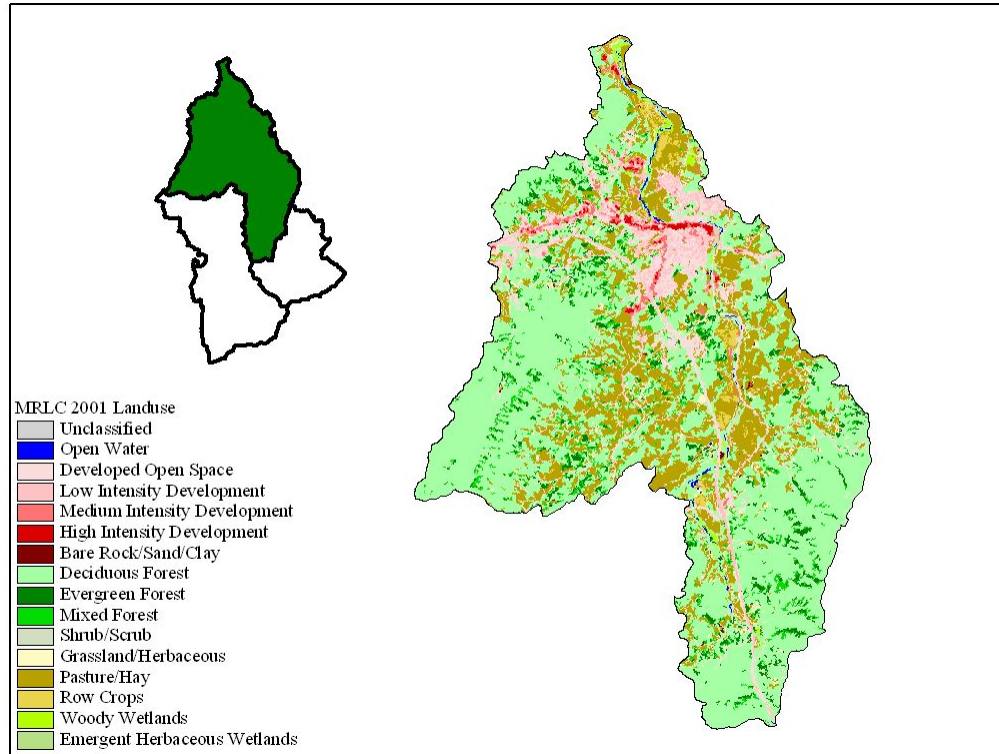 MRLC 2001 Landuse
Unclassified
Open Water
Developed Open Space
Low Intensity Development
Medium Intensity Development
High Intensity Development
Bare Rock/Sand/Clay
Deciduous Forest
Evergreen Forest
Mixed Forest
Shrub/Scrub
Grassland/Herbaceous
Pasture/Hay
Row Crops
Woody Wetlands
Emergent Herbaceous Wetlands